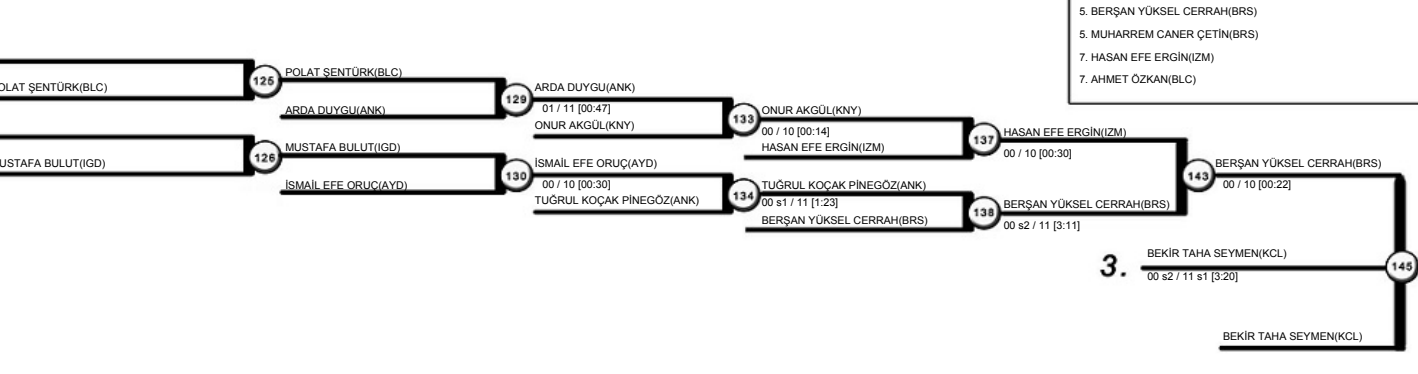 5. BERŞAN YÜKSEL CERRAH(BRS)
5. MUHARREM CANER ÇETİN(BRS)
7. HASAN EFE ERGİN(IZM)
7. AHMET ÖZKAN(BLC)
OLAT ŞENTÜRK(BLC)
125
POLAT ŞENTÜRK(BLC)
ARDA DUYGU(ANK)
129
ARDA DUYGU(ANK)
01 / 11 [00:47]
ONUR AKGÜL(KNY)
133
ONUR AKGÜL(KNY)
00 / 10 [00:14]
HASAN EFE ERGİN(IZM)
137
HASAN EFE ERGİN(IZM)
00 / 10 [00:30]
USTAFA BULUT(IGD)
126
MUSTAFA BULUT(IGD)
İSMAİL EFE ORUÇ(AYD)
130
İSMAİL EFE ORUÇ(AYD)
00 / 10 [00:30]
TUĞRUL KOÇAK PİNEGÖZ(ANK)
134
TUĞRUL KOÇAK PİNEGÖZ(ANK)
00 s1 / 11 [1:23]
BERŞAN YÜKSEL CERRAH(BRS)
138
BERŞAN YÜKSEL CERRAH(BRS)
00 s2 / 11 [3:11]
143
BERŞAN YÜKSEL CERRAH(BRS)
00 / 10 [00:22]
3.
BEKİR TAHA SEYMEN(KCL)
00 s2 / 11 s1 [3:20]
145
BEKİR TAHA SEYMEN(KCL)